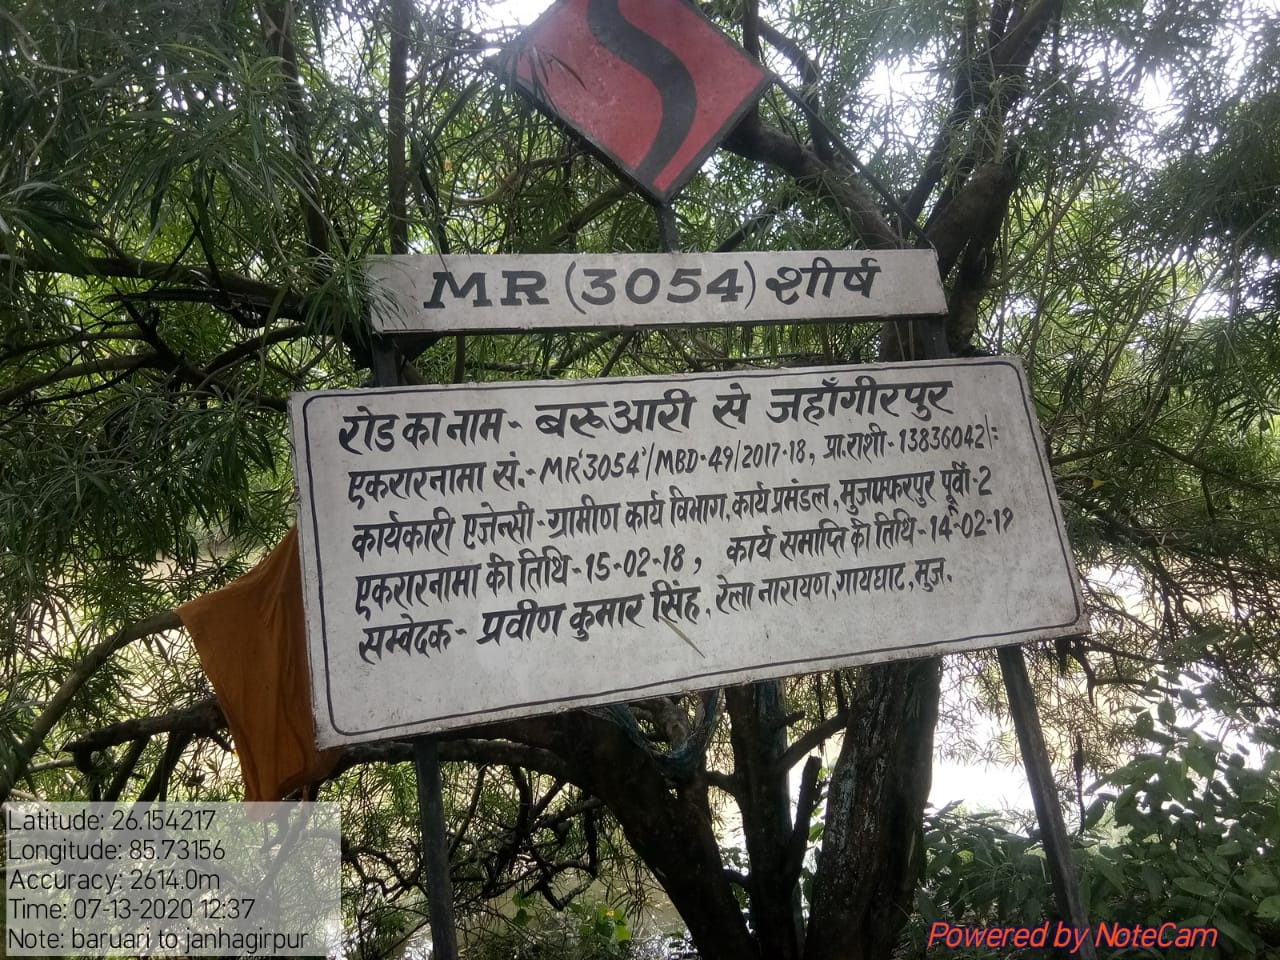 MR (3054) शीर्ष
रोड का नाम- बरूआरी से जहाँगीरपुर
एकरारनामा सं.- MR'3054'/MBD-49/2017-18, प्रा.राशी-13836042/=
कार्यकारी एजेन्सी-ग्रामीण कार्य विभाग, कार्य प्रमंडल, मुजफ्फरपुर पूर्वी-2
एकरारनामा की तिथि-15-02-18, कार्य समाप्ति की तिथि-14-02-19
सम्वेदक- प्रवीण कुमार सिंह, रेला नारायण, गायघाट, मुज.
Latitude: 26.154217
Longitude: 85.73156
Accuracy: 2614.0m
Time: 07-13-2020 12:37
Note: baruari to janhagirpur
Powered by NoteCam